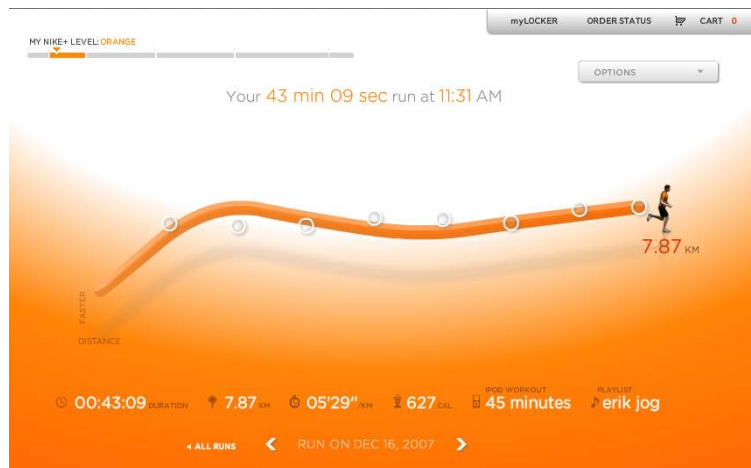 myLOCKER ORDER STATUS CART 0
MY NIKE+ LEVEL: ORANGE
OPTIONS
Your 43 min 09 sec run at 11:31 AM
7.87 KM
FASTER
DISTANCE
IPOD WORKOUT PLAYLIST
00:43:09 DURATION 7.87 KM 05'29"/KM 627 CAL 45 minutes erik jog
ALL RUNS RUN ON DEC 16, 2007